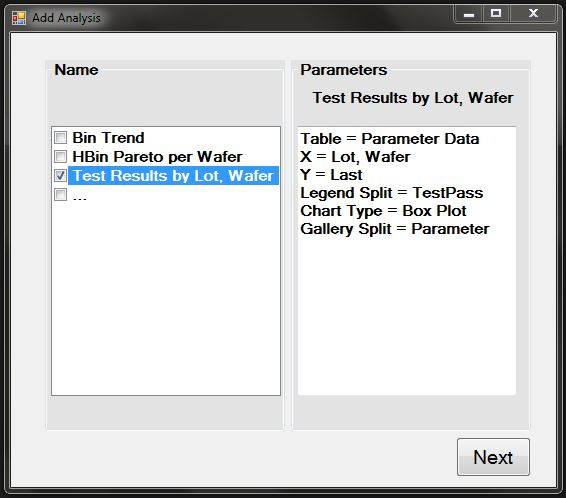 Add Analysis
Name
Bin Trend
HBin Pareto per Wafer
Test Results by Lot, Wafer
...
Parameters
Test Results by Lot, Wafer
Table = Parameter Data
X = Lot, Wafer
Y = Last
Legend Split = TestPass
Chart Type = Box Plot
Gallery Split = Parameter
Next